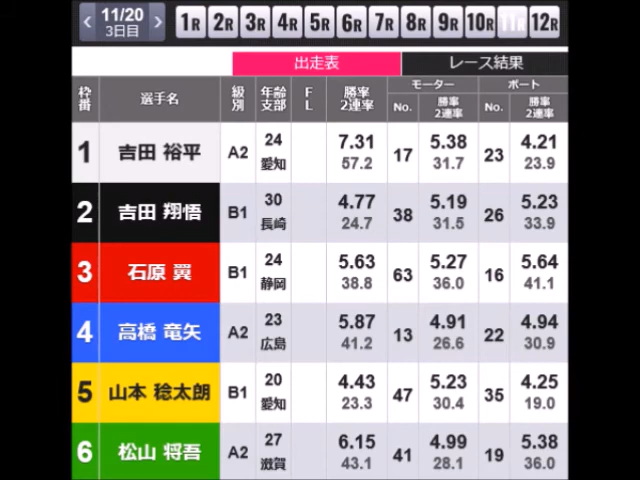 11/20
3日目
1R 2R 3R 4R 5R 6R 7R 8R 9R 10R 11R 12R
出走表 レース結果
枠番 選手名 級別 年齢支部 F L 勝率 2連率 モーター ボート
No. 勝率 2連率 No. 勝率 2連率
1 吉田 裕平 A2 24 愛知 7.31 57.2 17 5.38 31.7 23 4.21 23.9
2 吉田 翔悟 B1 30 長崎 4.77 24.7 38 5.19 31.5 26 5.23 33.9
3 石原 翼 B1 24 静岡 5.63 38.8 63 5.27 36.0 16 5.64 41.1
4 高橋 竜矢 A2 23 広島 5.87 41.2 13 4.91 26.6 22 4.94 30.9
5 山本 稔太朗 B1 20 愛知 4.43 23.3 47 5.23 30.4 35 4.25 19.0
6 松山 将吾 A2 27 滋賀 6.15 43.1 41 4.99 28.1 19 5.38 36.0